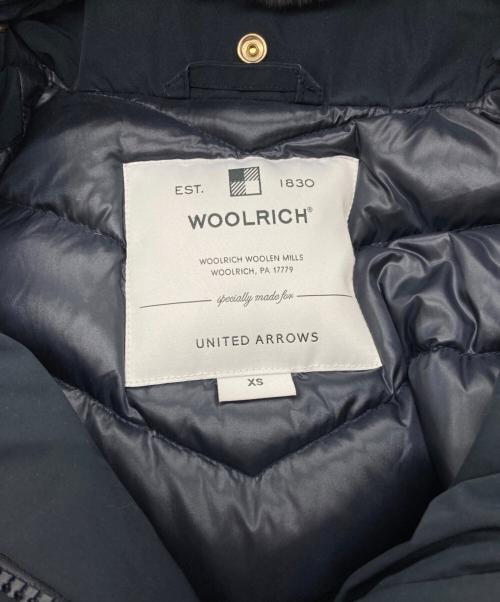 EST. 1830
WOOLRICH®
WOOLRICH WOOLEN MILLS
WOOLRICH, PA 17779
specially made for
UNITED ARROWS
XS